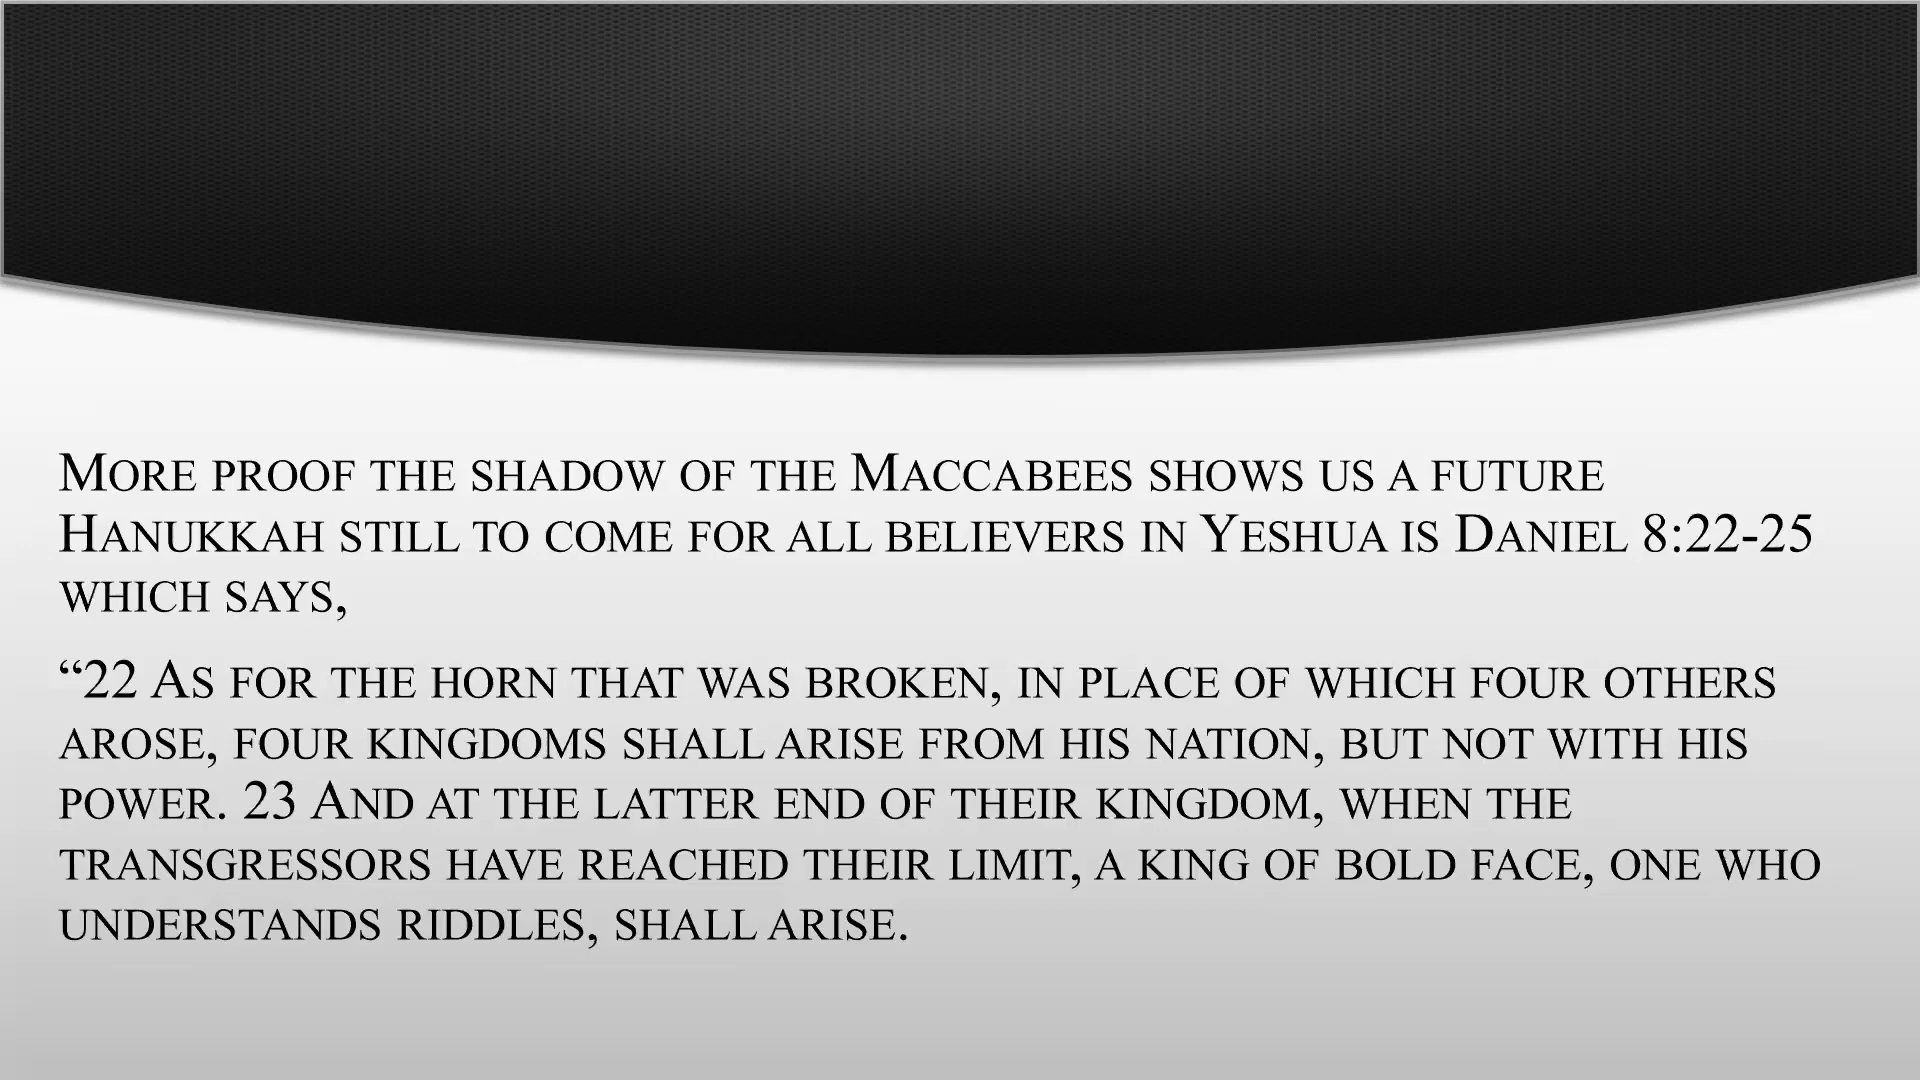 More proof the shadow of the Maccabees shows us a future
Hanukkah still to come for all believers in Yeshua is Daniel 8:22-25
which says,
“22 As for the horn that was broken, in place of which four others
arose, four kingdoms shall arise from his nation, but not with his
power. 23 And at the latter end of their kingdom, when the
transgressors have reached their limit, a king of bold face, one who
understands riddles, shall arise.